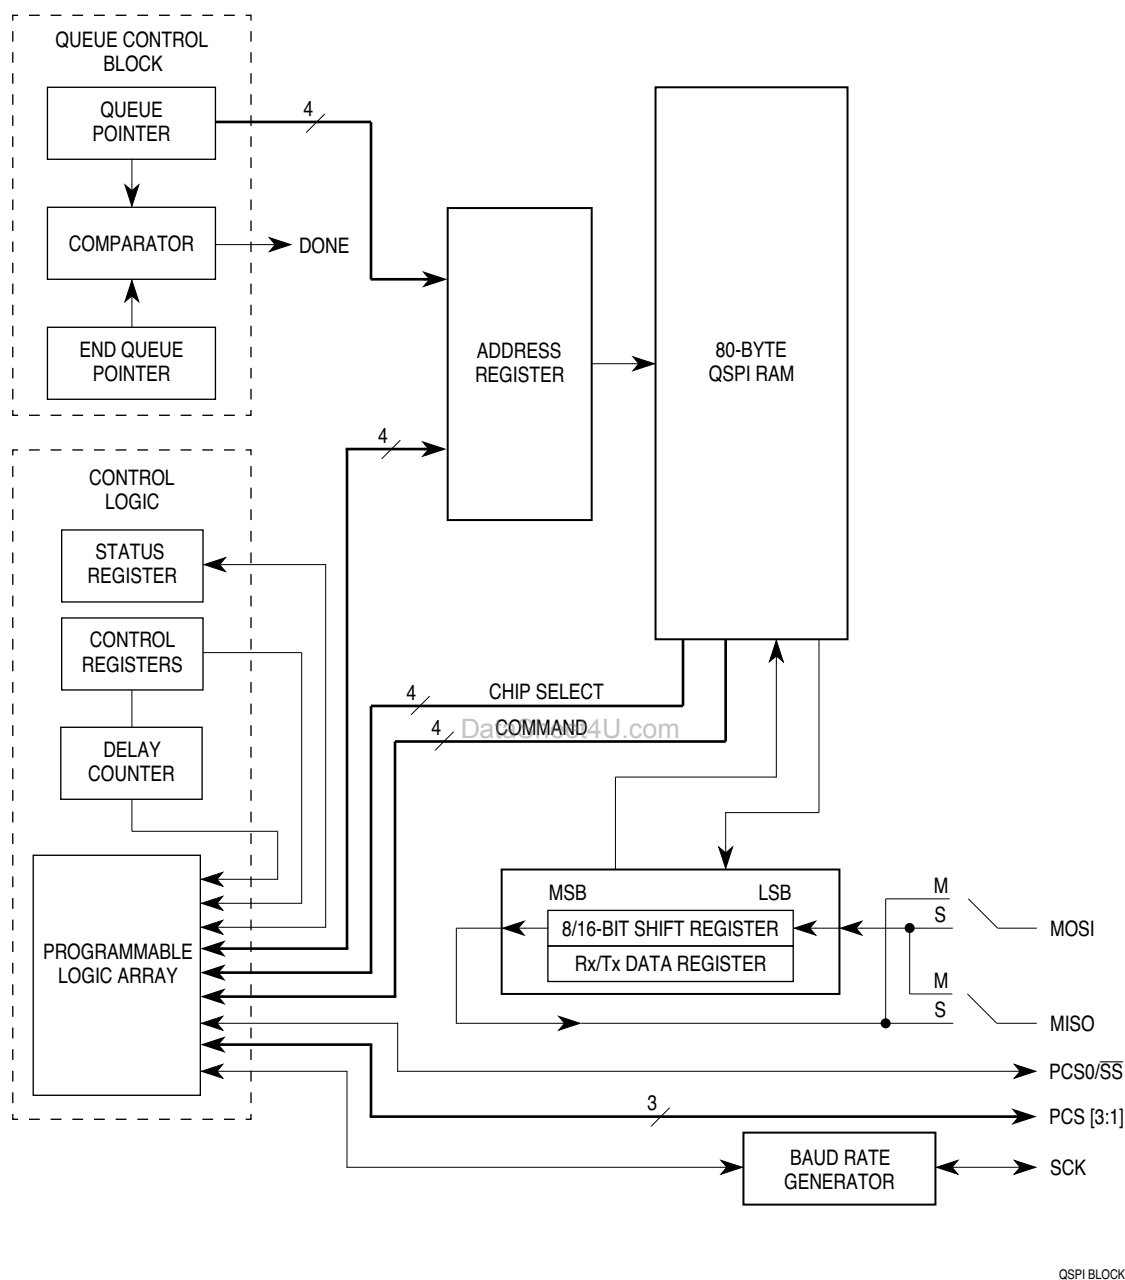 QUEUE CONTROL
BLOCK
QUEUE
POINTER
4
COMPARATOR
DONE
END QUEUE
POINTER
ADDRESS
REGISTER
80-BYTE
QSPI RAM
4
CONTROL
LOGIC
STATUS
REGISTER
CONTROL
REGISTERS
DELAY
COUNTER
4
CHIP SELECT
4
COMMAND
DataSheet4U.com
PROGRAMMABLE
LOGIC ARRAY
MSB
LSB
8/16-BIT SHIFT REGISTER
Rx/Tx DATA REGISTER
M
S
MOSI
M
S
MISO
PCS0/S̅S̅
3
PCS [3:1]
BAUD RATE
GENERATOR
SCK
QSPI BLOCK